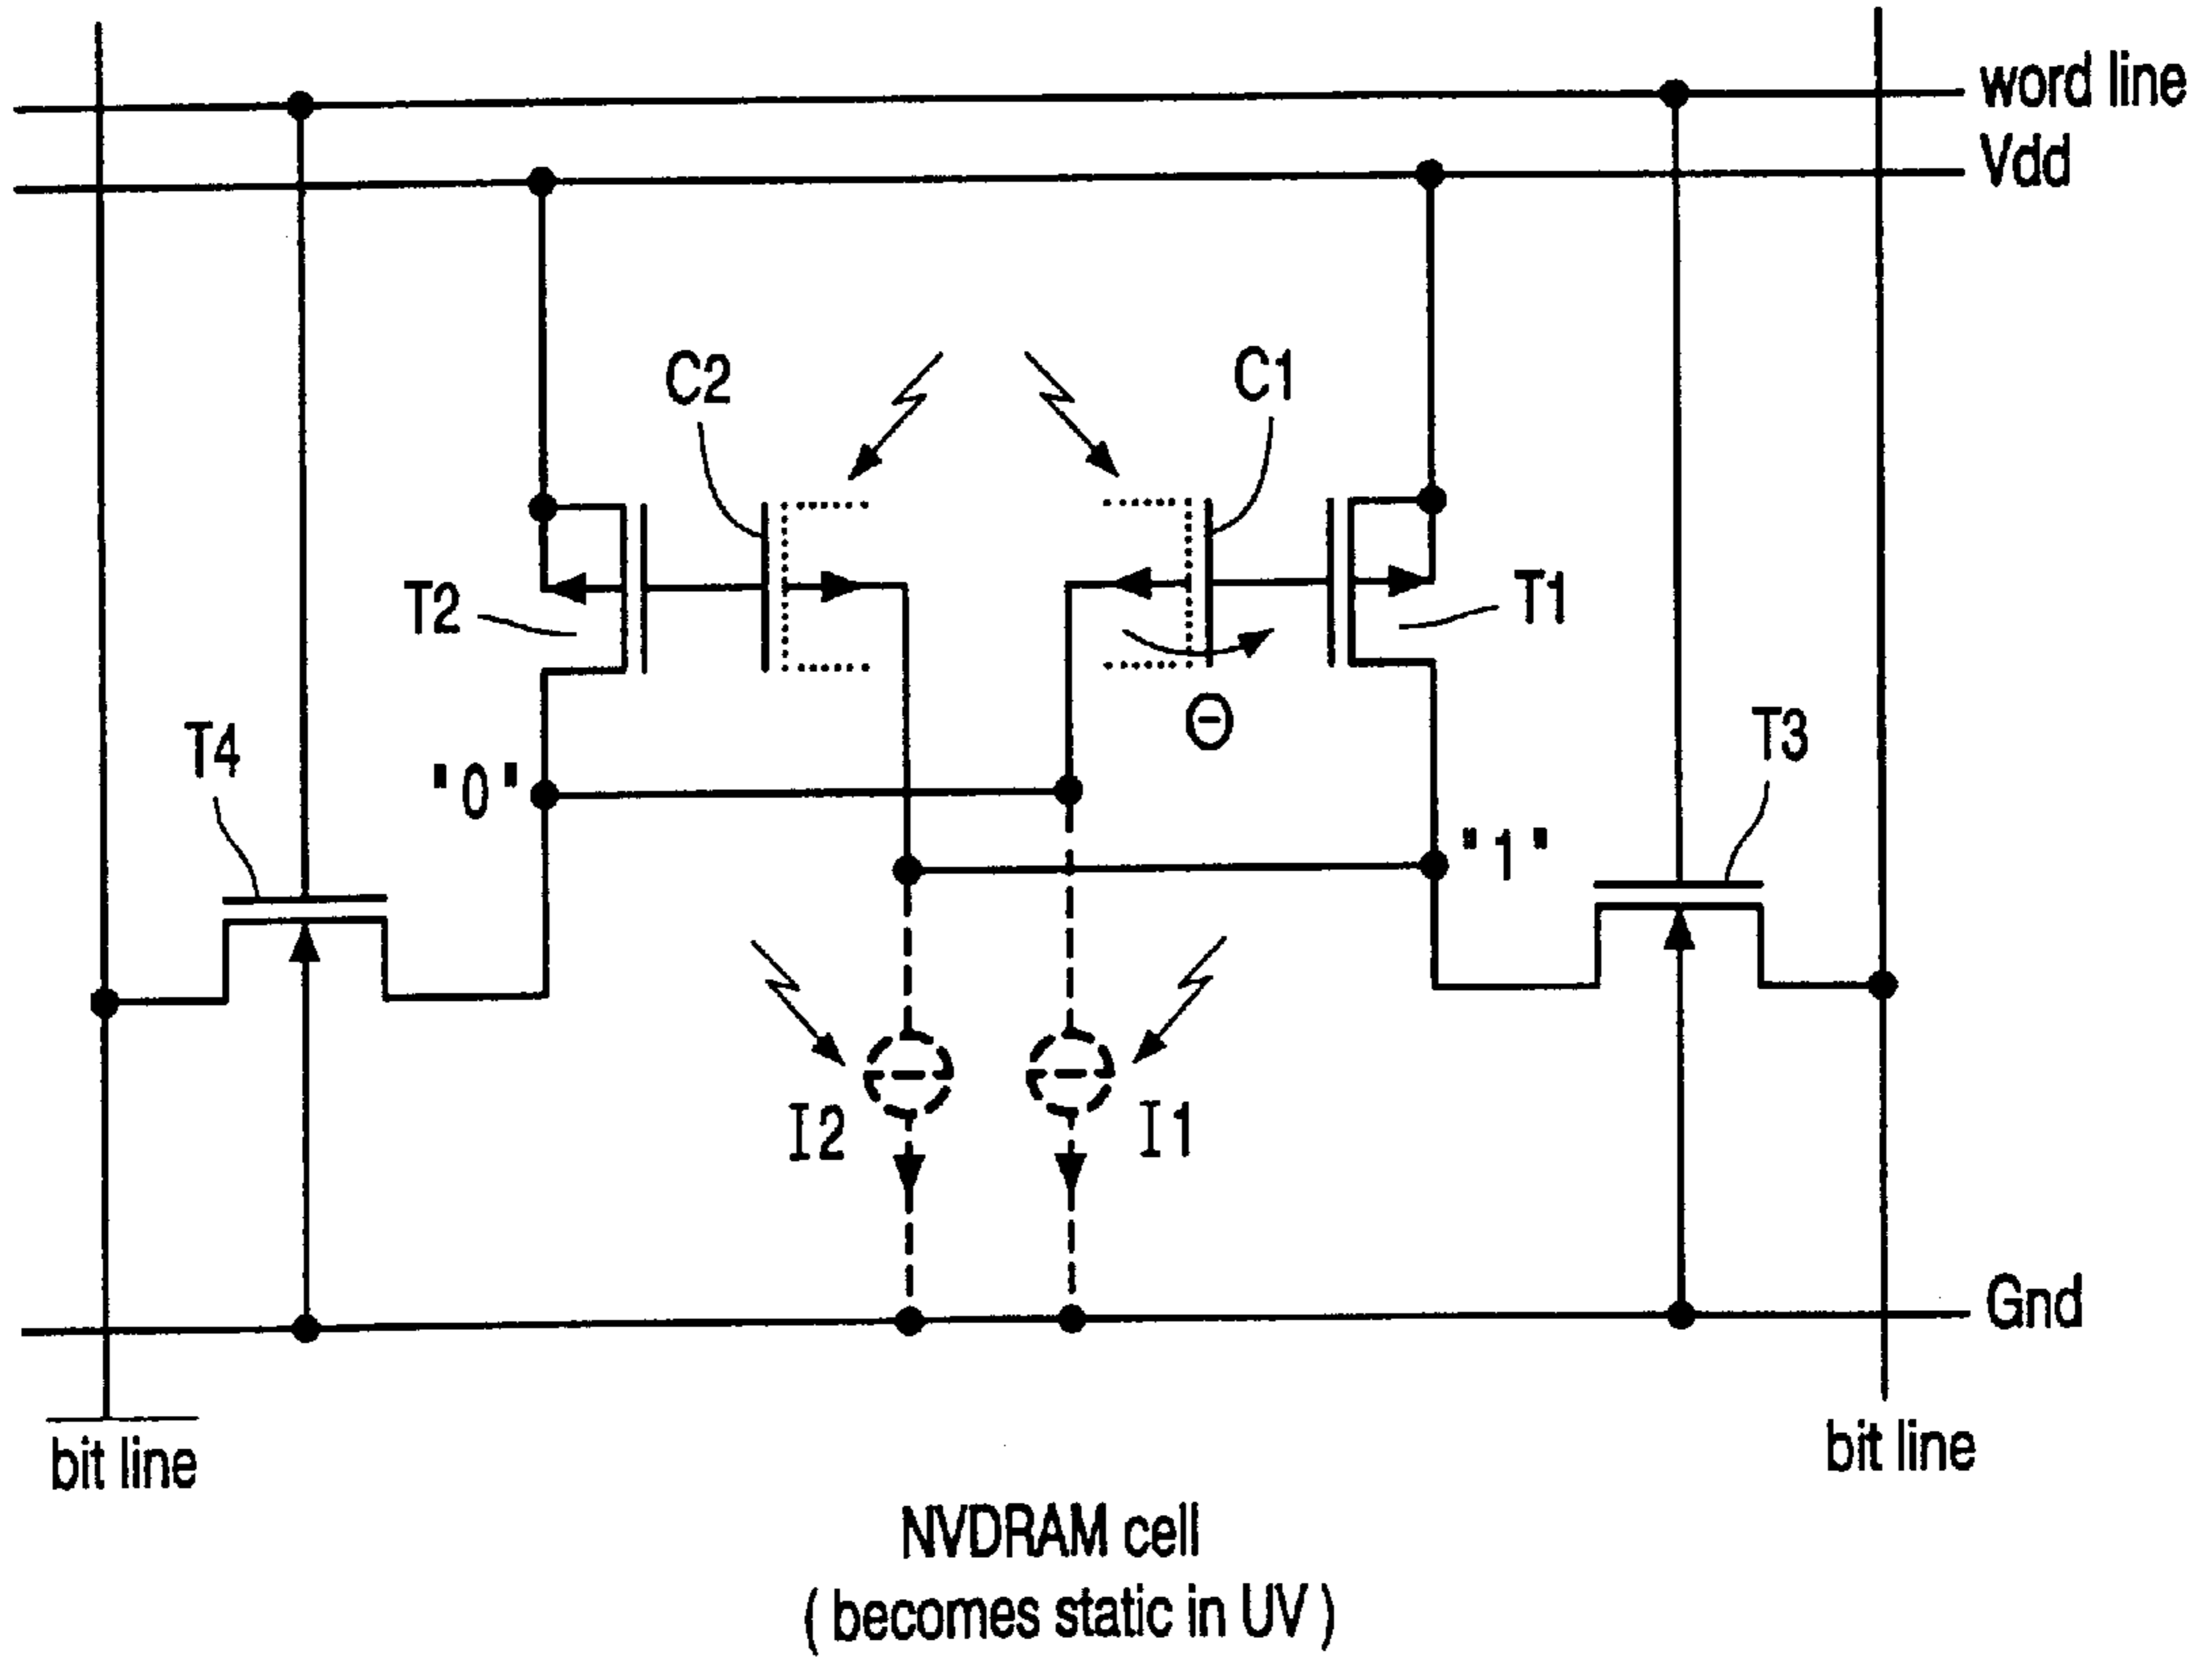 word line
Vdd
C2
C1
T2
T1
T4
T3
"0"
"1"
⊖
I2
I1
Gnd
bit line
bit line
NVDRAM cell
(becomes static in UV)